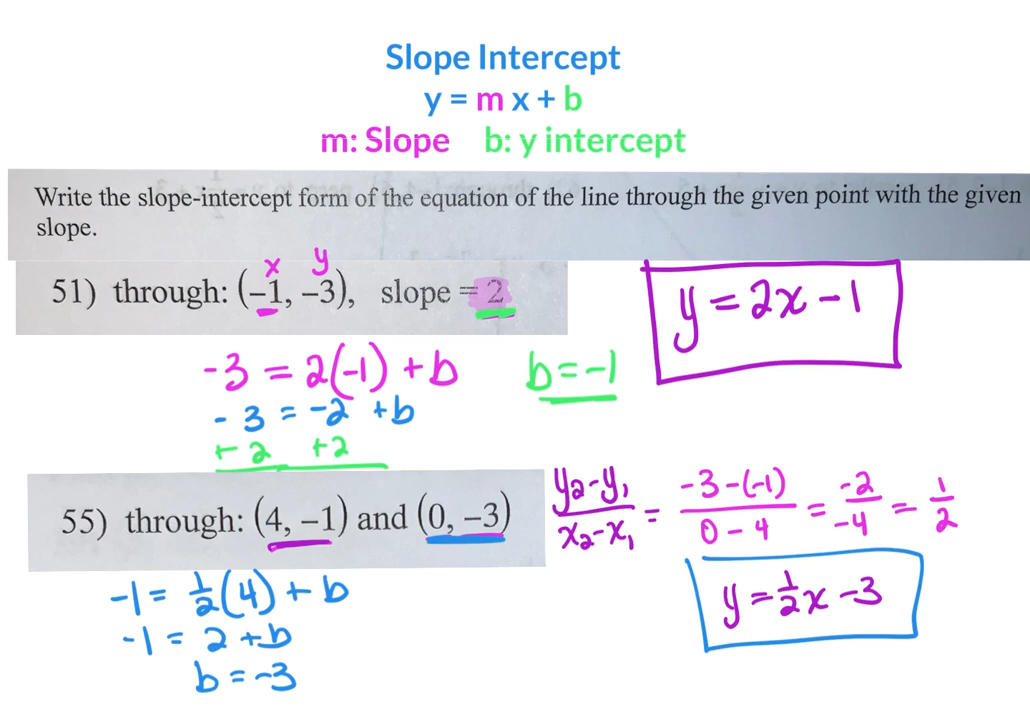 Slope Intercept
y = m x + b
m: Slope b: y intercept
Write the slope-intercept form of the equation of the line through the given point with the given
slope.
x y
51) through: (−1, −3), slope = 2
y = 2x - 1
-3 = 2(-1) + b
b = -1
- 3 = -2 + b
+ 2 +2
55) through: (4, −1) and (0, −3)
y₂-y₁ / x₂-x₁ = -3-(-1) / 0-4 = -2/-4 = 1/2
-1 = 1/2(4) + b
y = 1/2x - 3
-1 = 2 + b
b = -3